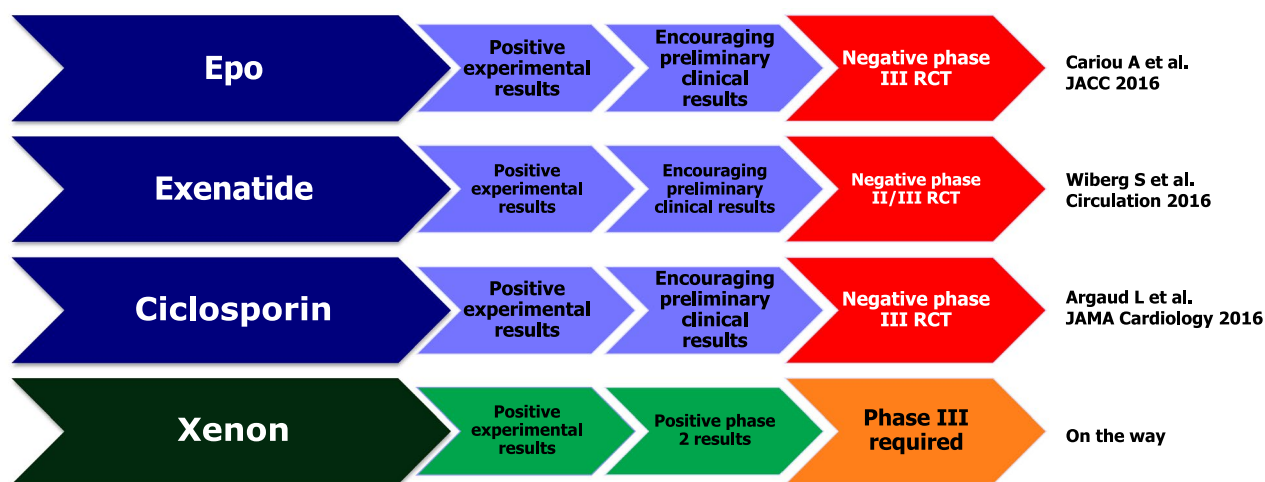 Epo
Positive
experimental
results
Encouraging
preliminary
clinical
results
Negative phase
III RCT
Cariou A et al.
JACC 2016
Exenatide
Positive
experimental
results
Encouraging
preliminary
clinical results
Negative phase
II/III RCT
Wiberg S et al.
Circulation 2016
Ciclosporin
Positive
experimental
results
Encouraging
preliminary
clinical
results
Negative phase
III RCT
Argaud L et al.
JAMA Cardiology 2016
Xenon
Positive
experimental
results
Positive phase
2 results
Phase III
required
On the way